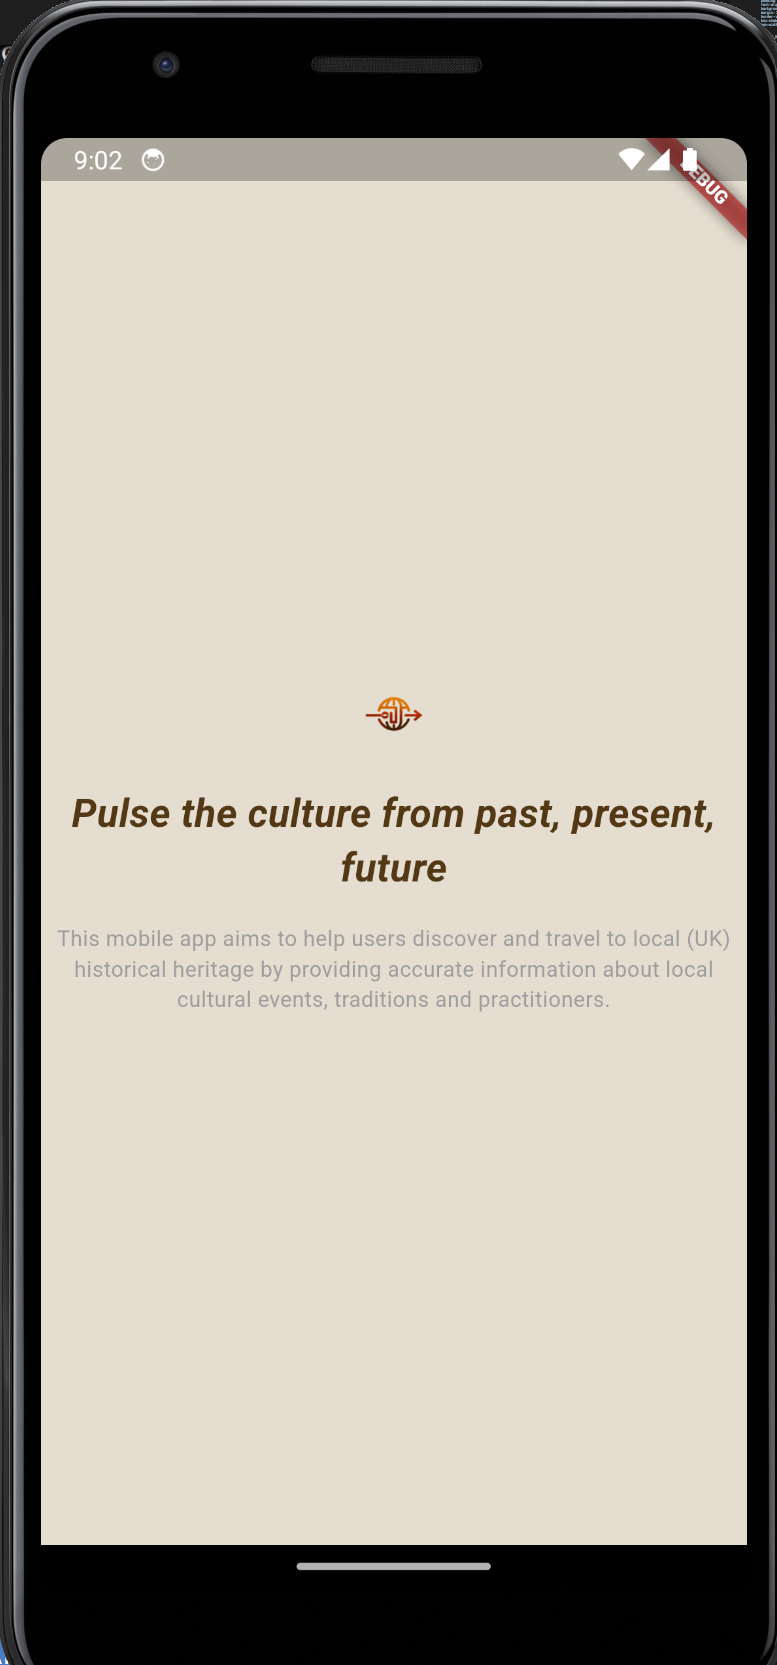 9:02
DEBUG
Pulse the culture from past, present,
future
This mobile app aims to help users discover and travel to local (UK)
historical heritage by providing accurate information about local
cultural events, traditions and practitioners.